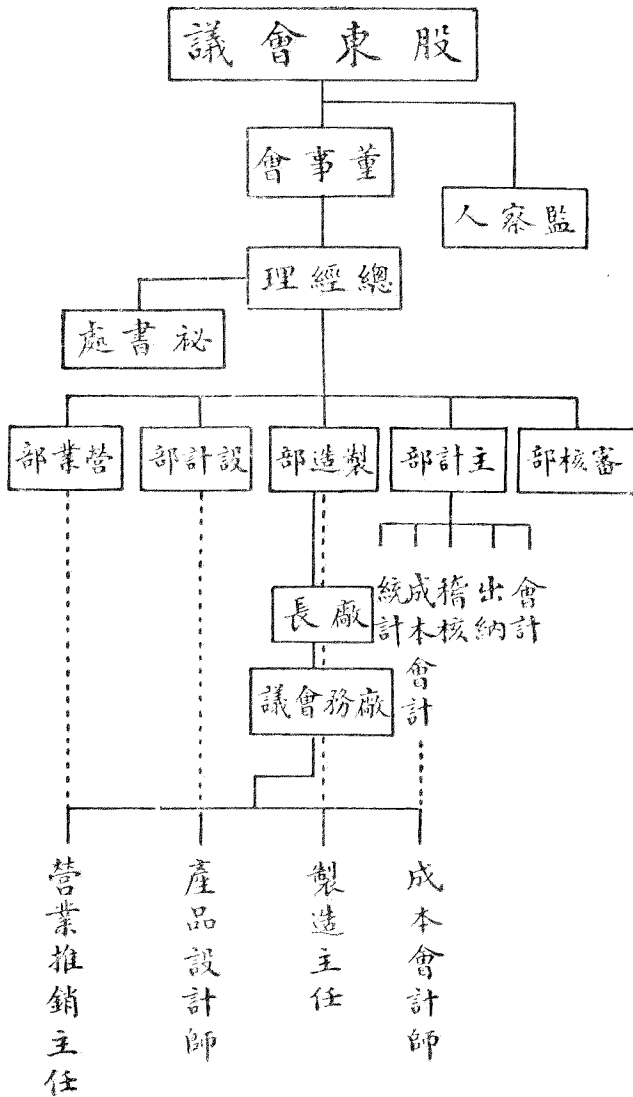 股東會議
董事會
監察人
總經理
祕書處
審核部
主計部
製造部
設計部
營業部
會計
出納
稽核
成本會計
統計
廠長
廠務會議
成本會計師
製造主任
產品設計師
營業推銷主任